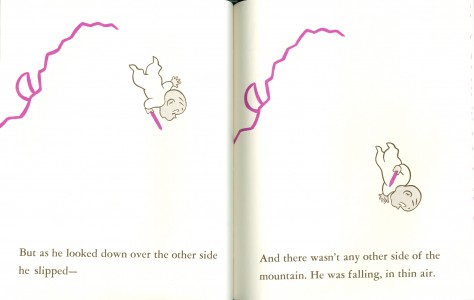 But as he looked down over the other side
he slipped—
And there wasn't any other side of the
mountain. He was falling, in thin air.